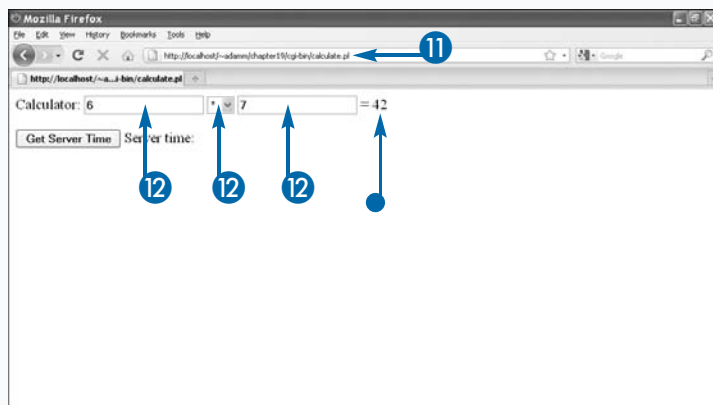 Mozilla Firefox
File Edit View History Bookmarks Tools Help
http://localhost/~adamm/chapter19/cgi-bin/calculate.pl
Google
11
http://localhost/~a...i-bin/calculate.pl
Calculator: 6 * 7 = 42
Get Server Time Server time:
12 12 12